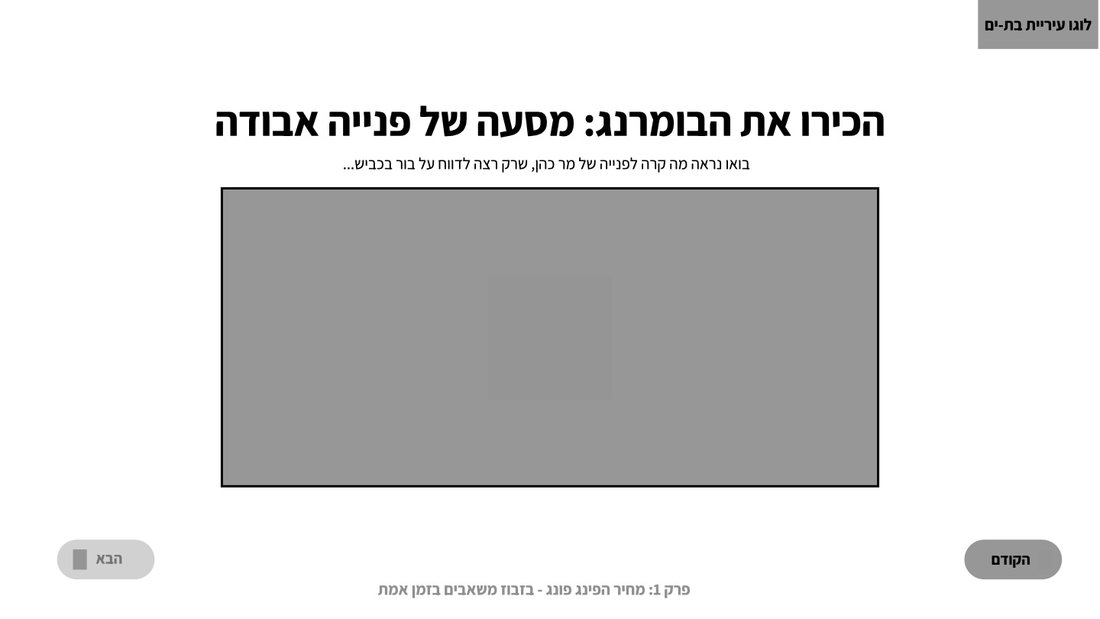 לוגו עיריית בת-ים
הכירו את הבומרנג: מסעה של פנייה אבודה
בואו נראה מה קרה לפנייה של מר כהן, שרק רצה לדווח על בור בכביש...
הקודם
הבא
פרק 1: מחיר הפינג פונג - בזבוז משאבים בזמן אמת